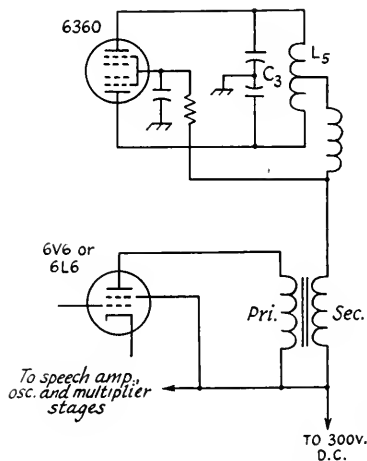 6360
L5
C3
6V6 or
6L6
Pri.
Sec.
To speech amp.,
osc. and multiplier
stages
TO 300V.
D.C.